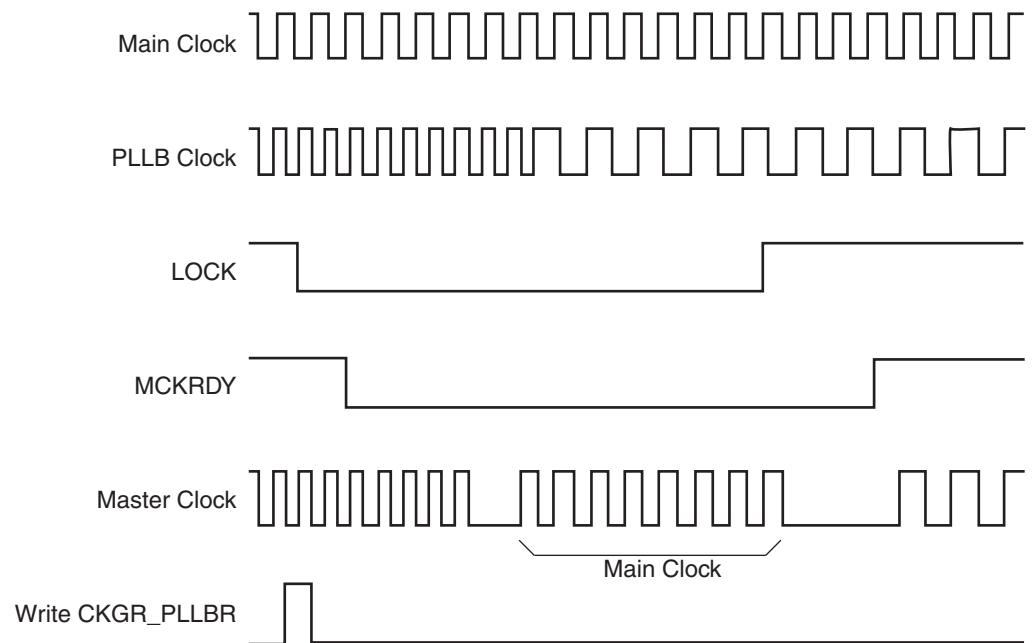 Main Clock
PLLB Clock
LOCK
MCKRDY
Master Clock
Main Clock
Write CKGR_PLLBR